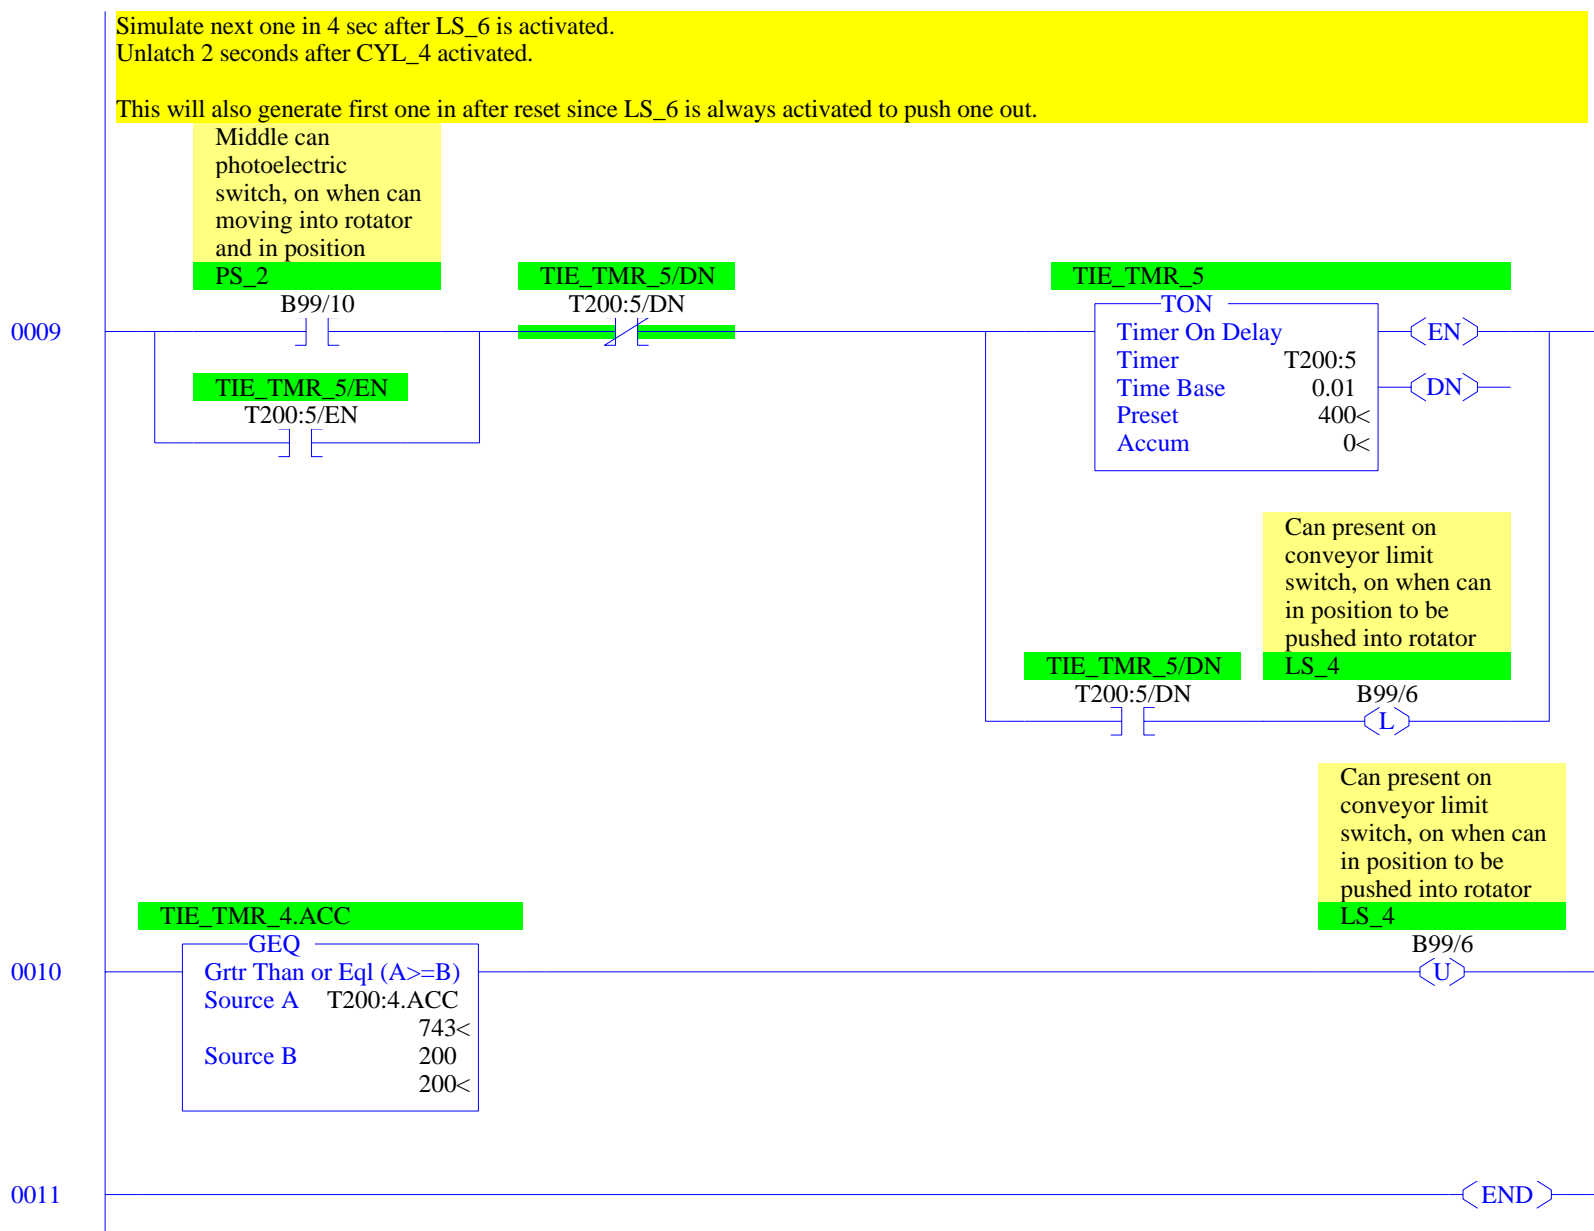 Simulate next one in 4 sec after LS_6 is activated.
Unlatch 2 seconds after CYL_4 activated.
This will also generate first one in after reset since LS_6 is always activated to push one out.
Middle can
photoelectric
switch, on when can
moving into rotator
and in position
PS_2
B99/10
TIE_TMR_5/DN
T200:5/DN
TIE_TMR_5
0009
TIE_TMR_5/EN
T200:5/EN
TON
Timer On Delay
Timer T200:5
Time Base 0.01
Preset 400<
Accum 0<
EN
DN
Can present on
conveyor limit
switch, on when can
in position to be
pushed into rotator
TIE_TMR_5/DN
T200:5/DN
LS_4
B99/6
L
Can present on
conveyor limit
switch, on when can
in position to be
pushed into rotator
LS_4
B99/6
U
TIE_TMR_4.ACC
0010
GEQ
Grtr Than or Eql (A>=B)
Source A T200:4.ACC
743<
Source B 200
200<
0011
END